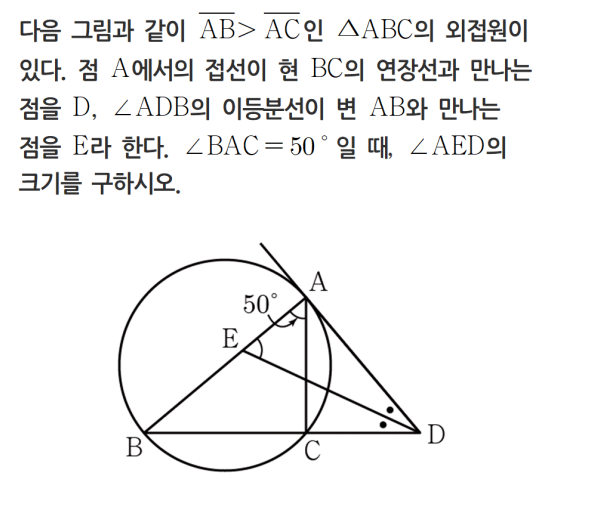 다음 그림과 같이 AB> AC인 △ABC의 외접원이
있다. 점 A에서의 접선이 현 BC의 연장선과 만나는
점을 D, ∠ADB의 이등분선이 변 AB와 만나는
점을 E라 한다. ∠BAC=50°일 때, ∠AED의
크기를 구하시오.
A
50°
E
B
C
D